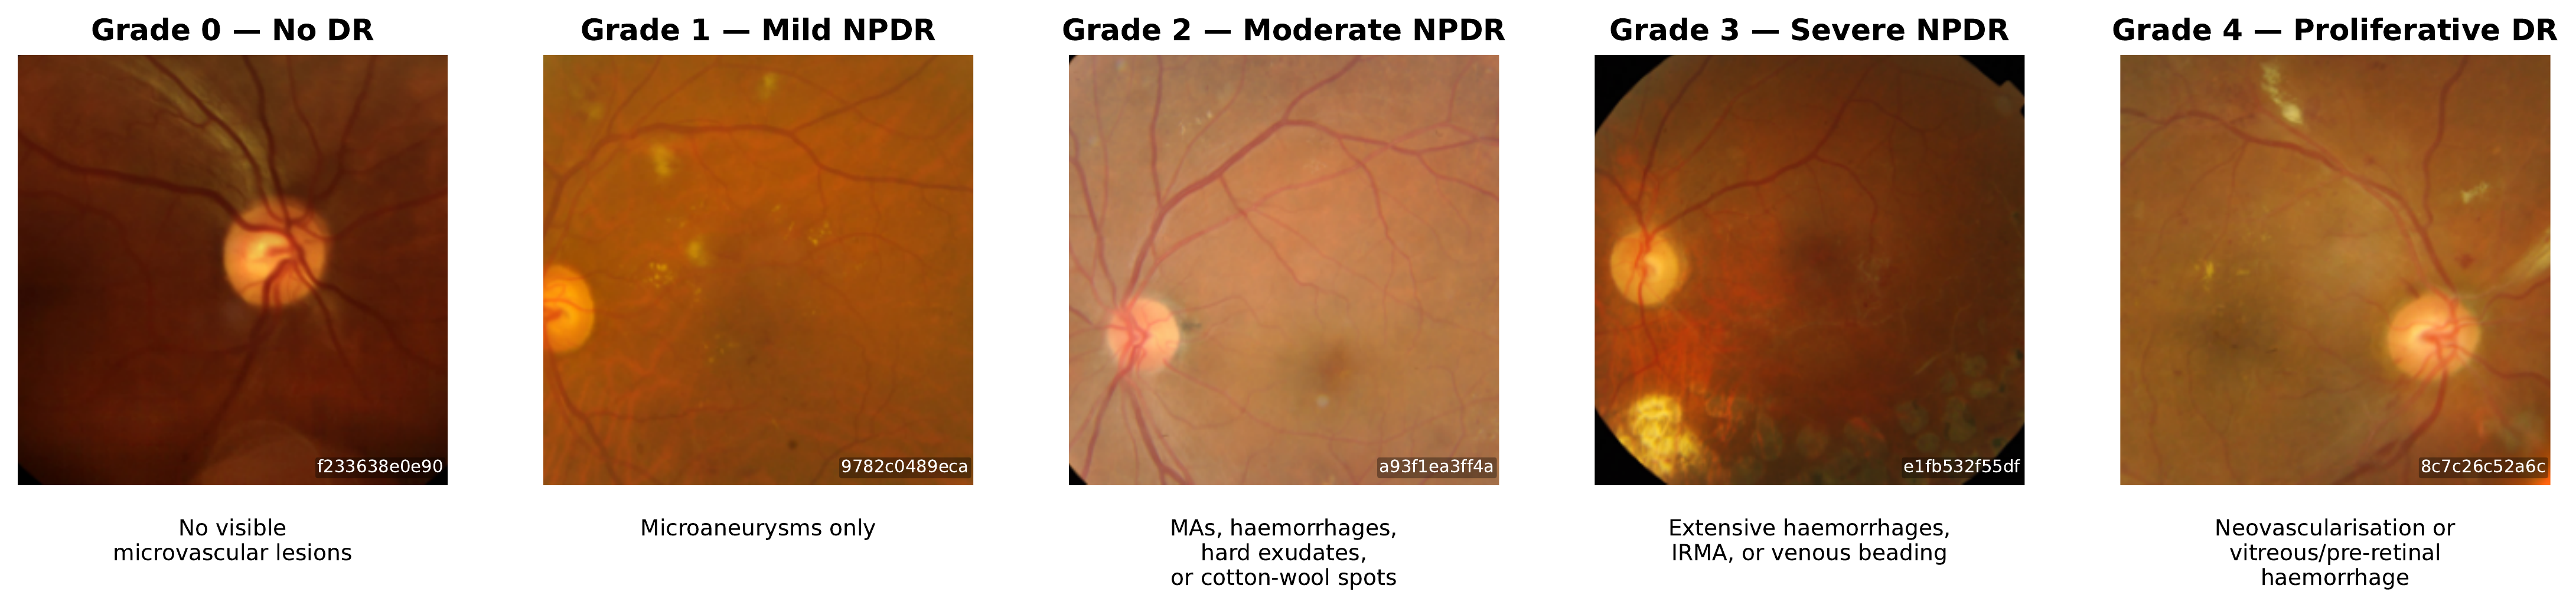 Grade 0 — No DR
f233638e0e90
No visible
microvascular lesions
Grade 1 — Mild NPDR
9782c0489eca
Microaneurysms only
Grade 2 — Moderate NPDR
a93f1ea3ff4a
MAs, haemorrhages,
hard exudates,
or cotton-wool spots
Grade 3 — Severe NPDR
e1fb532f55df
Extensive haemorrhages,
IRMA, or venous beading
Grade 4 — Proliferative DR
8c7c26c52a6c
Neovascularisation or
vitreous/pre-retinal
haemorrhage